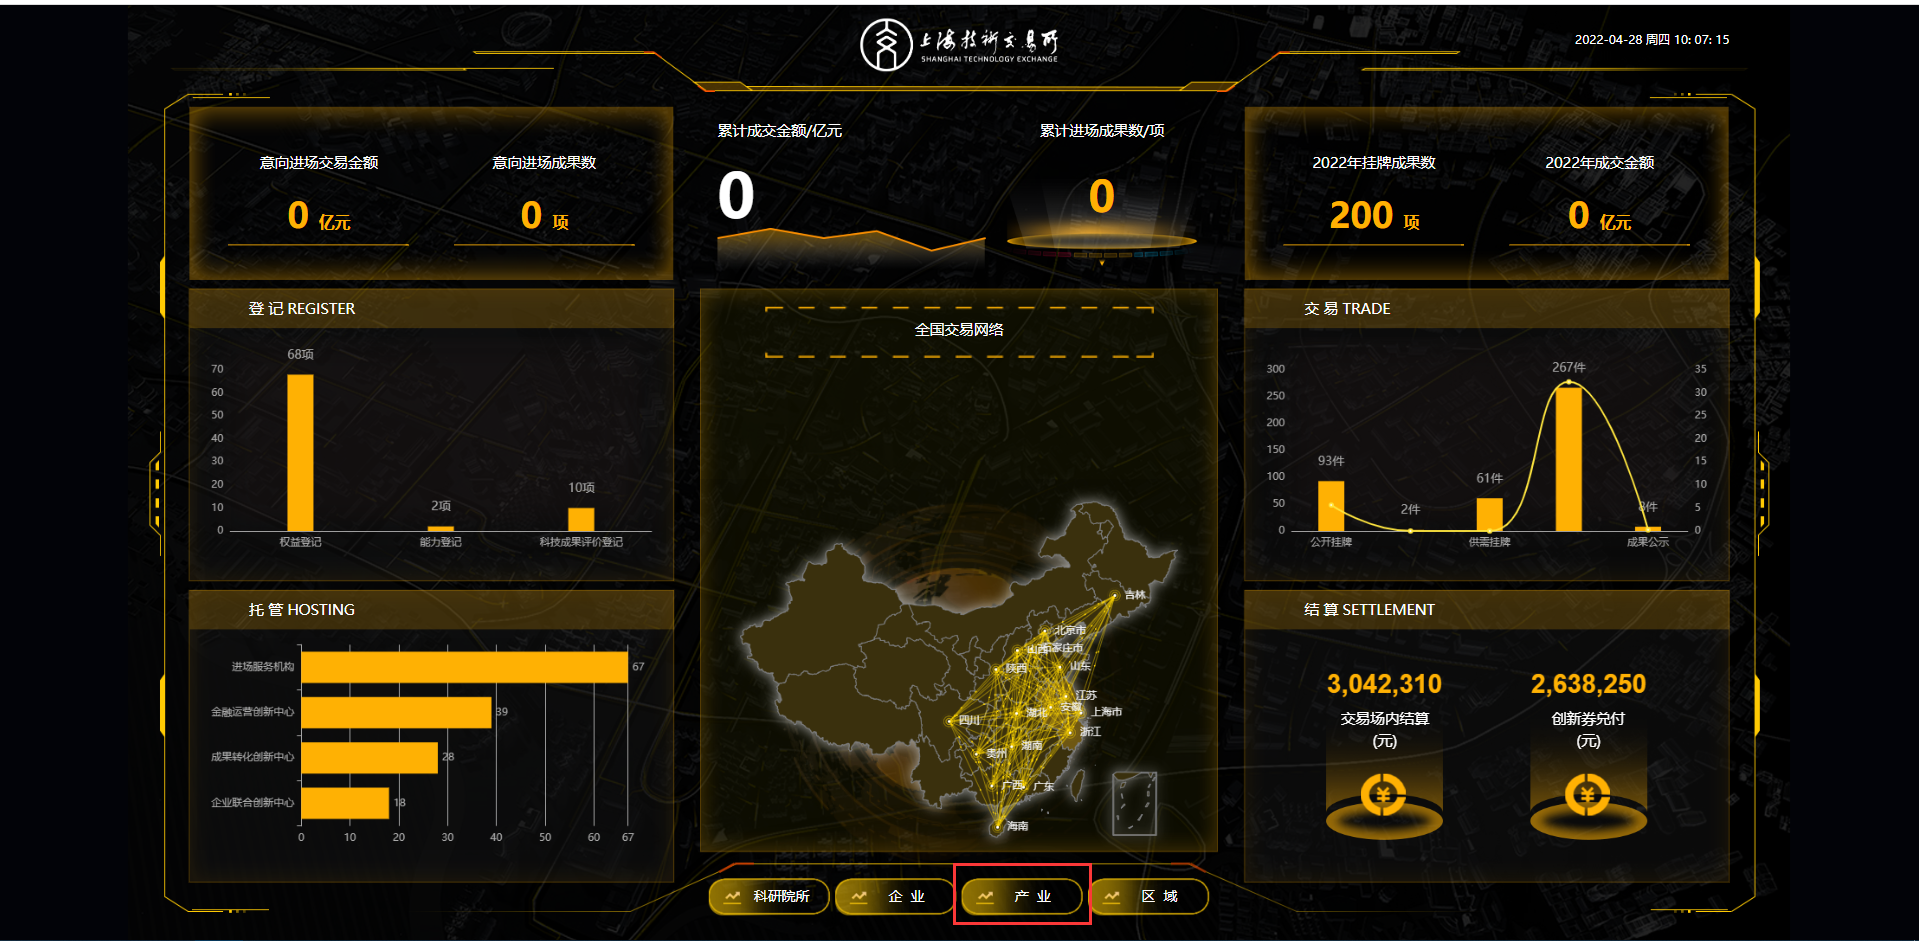 上海技術交易所
SHANGHAI TECHNOLOGY EXCHANGE
2022-04-28 周四 10: 07: 15
意向进场交易金额
0 亿元
意向进场成果数
0 项
累计成交金额/亿元
0
累计进场成果数/项
0
2022年挂牌成果数
200 项
2022年成交金额
0 亿元
登 记 REGISTER
70
60
50
40
30
20
10
0
68项
2项
10项
权益登记
能力登记
科技成果评价登记
托 管 HOSTING
进场服务机构
67
金融运营创新中心
39
成果转化创新中心
28
企业联合创新中心
18
0
10
20
30
40
50
60
67
全国交易网络
吉林
北京市
山西
石家庄市
陕西
山东
江苏
安徽
上海市
湖北
四川
浙江
湖南
贵州
广西
广东
海南
交 易 TRADE
300
250
200
150
100
50
0
93件
2件
61件
267件
8件
35
30
25
20
15
10
5
0
公开挂牌
供需挂牌
成果公示
结 算 SETTLEMENT
3,042,310
交易场内结算
(元)
2,638,250
创新券兑付
(元)
科研院所
企 业
产 业
区 域